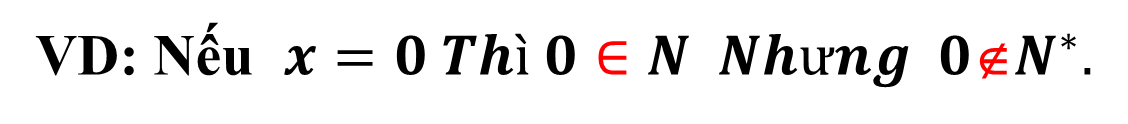 VD: Nếu x = 0 Thì 0 ∈ N Nhưng 0∉N*.